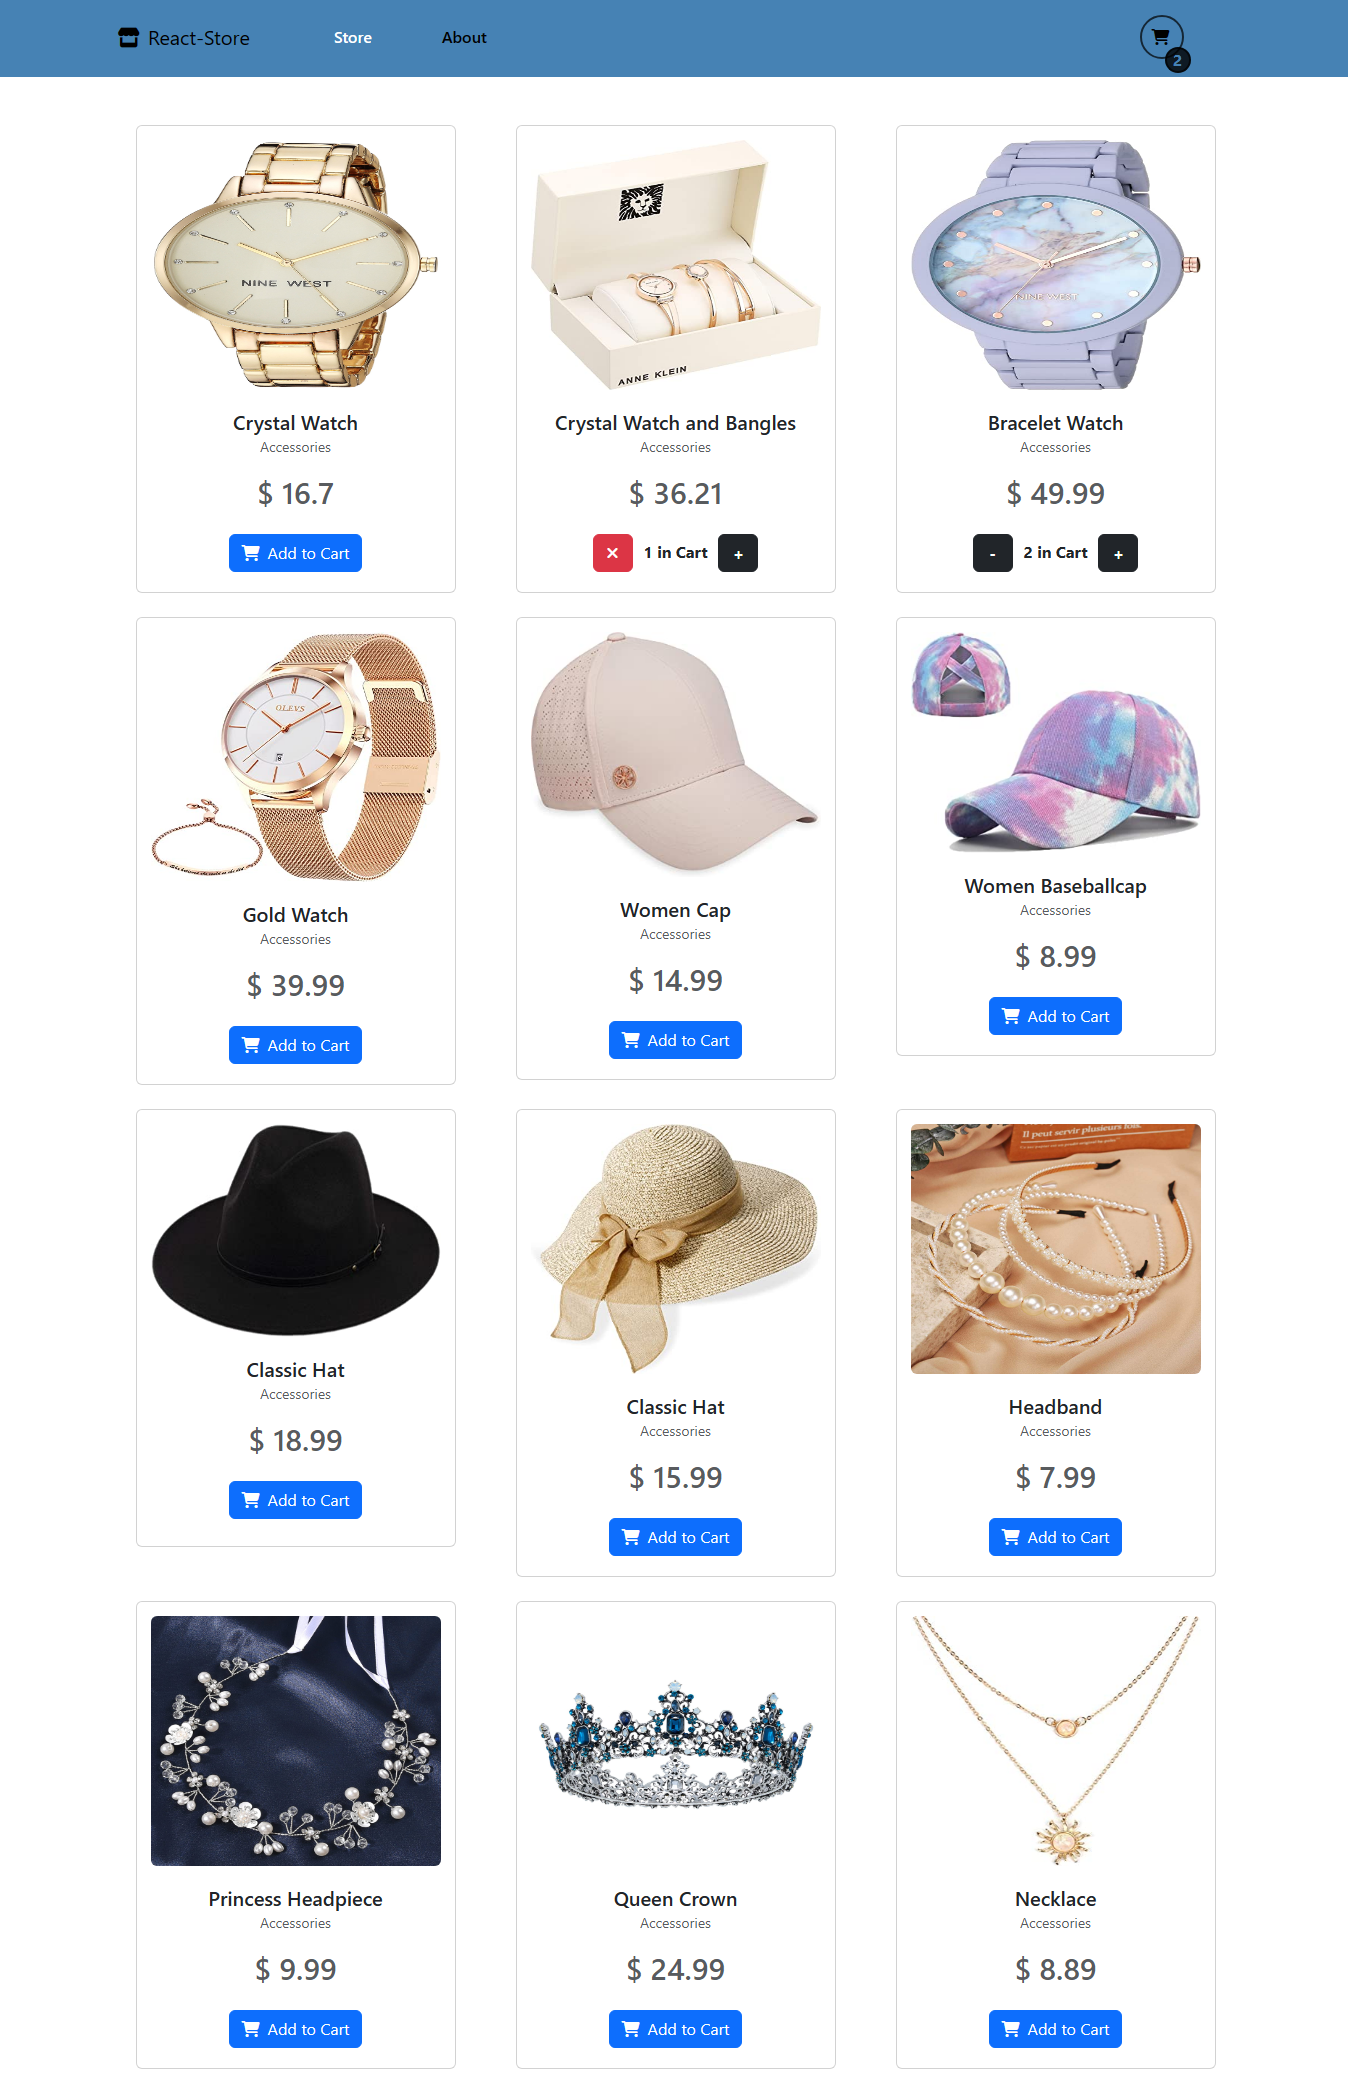 React-Store
Store
About
2
NINE WEST
ANNE KLEIN
NINE WEST
Crystal Watch
Accessories
$ 16.7
Add to Cart
Crystal Watch and Bangles
Accessories
$ 36.21
× 1 in Cart +
Bracelet Watch
Accessories
$ 49.99
- 2 in Cart +
OLEVS
Gold Watch
Accessories
$ 39.99
Add to Cart
Women Cap
Accessories
$ 14.99
Add to Cart
Women Baseballcap
Accessories
$ 8.99
Add to Cart
Classic Hat
Accessories
$ 18.99
Add to Cart
Classic Hat
Accessories
$ 15.99
Add to Cart
Il peut servir plusieurs fois.
Headband
Accessories
$ 7.99
Add to Cart
Princess Headpiece
Accessories
$ 9.99
Add to Cart
Queen Crown
Accessories
$ 24.99
Add to Cart
Necklace
Accessories
$ 8.89
Add to Cart